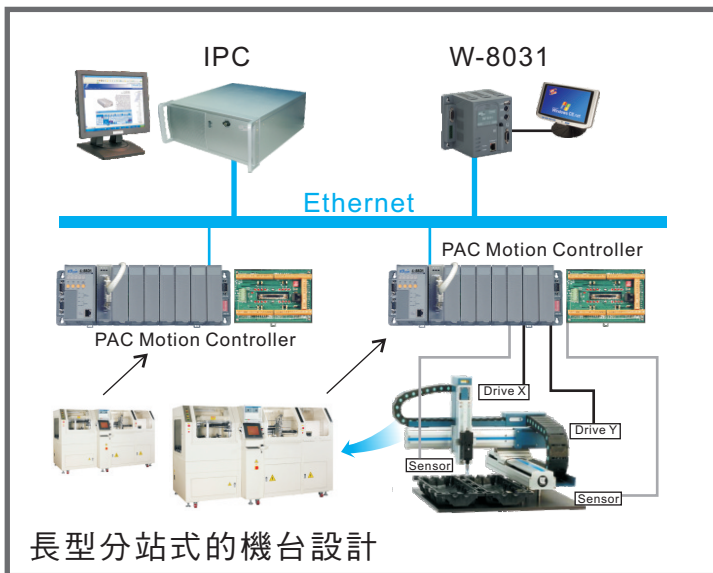 IPC
W-8031
Ethernet
PAC Motion Controller
PAC Motion Controller
Drive X
Drive Y
Sensor
Sensor
長型分站式的機台設計